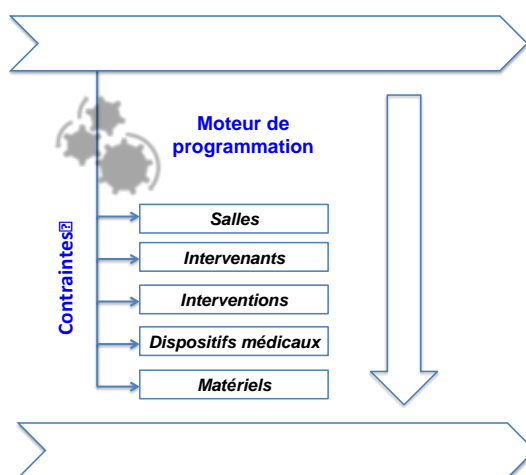 Moteur de
programmation
Contraintes
Salles
Intervenants
Interventions
Dispositifs médicaux
Matériels